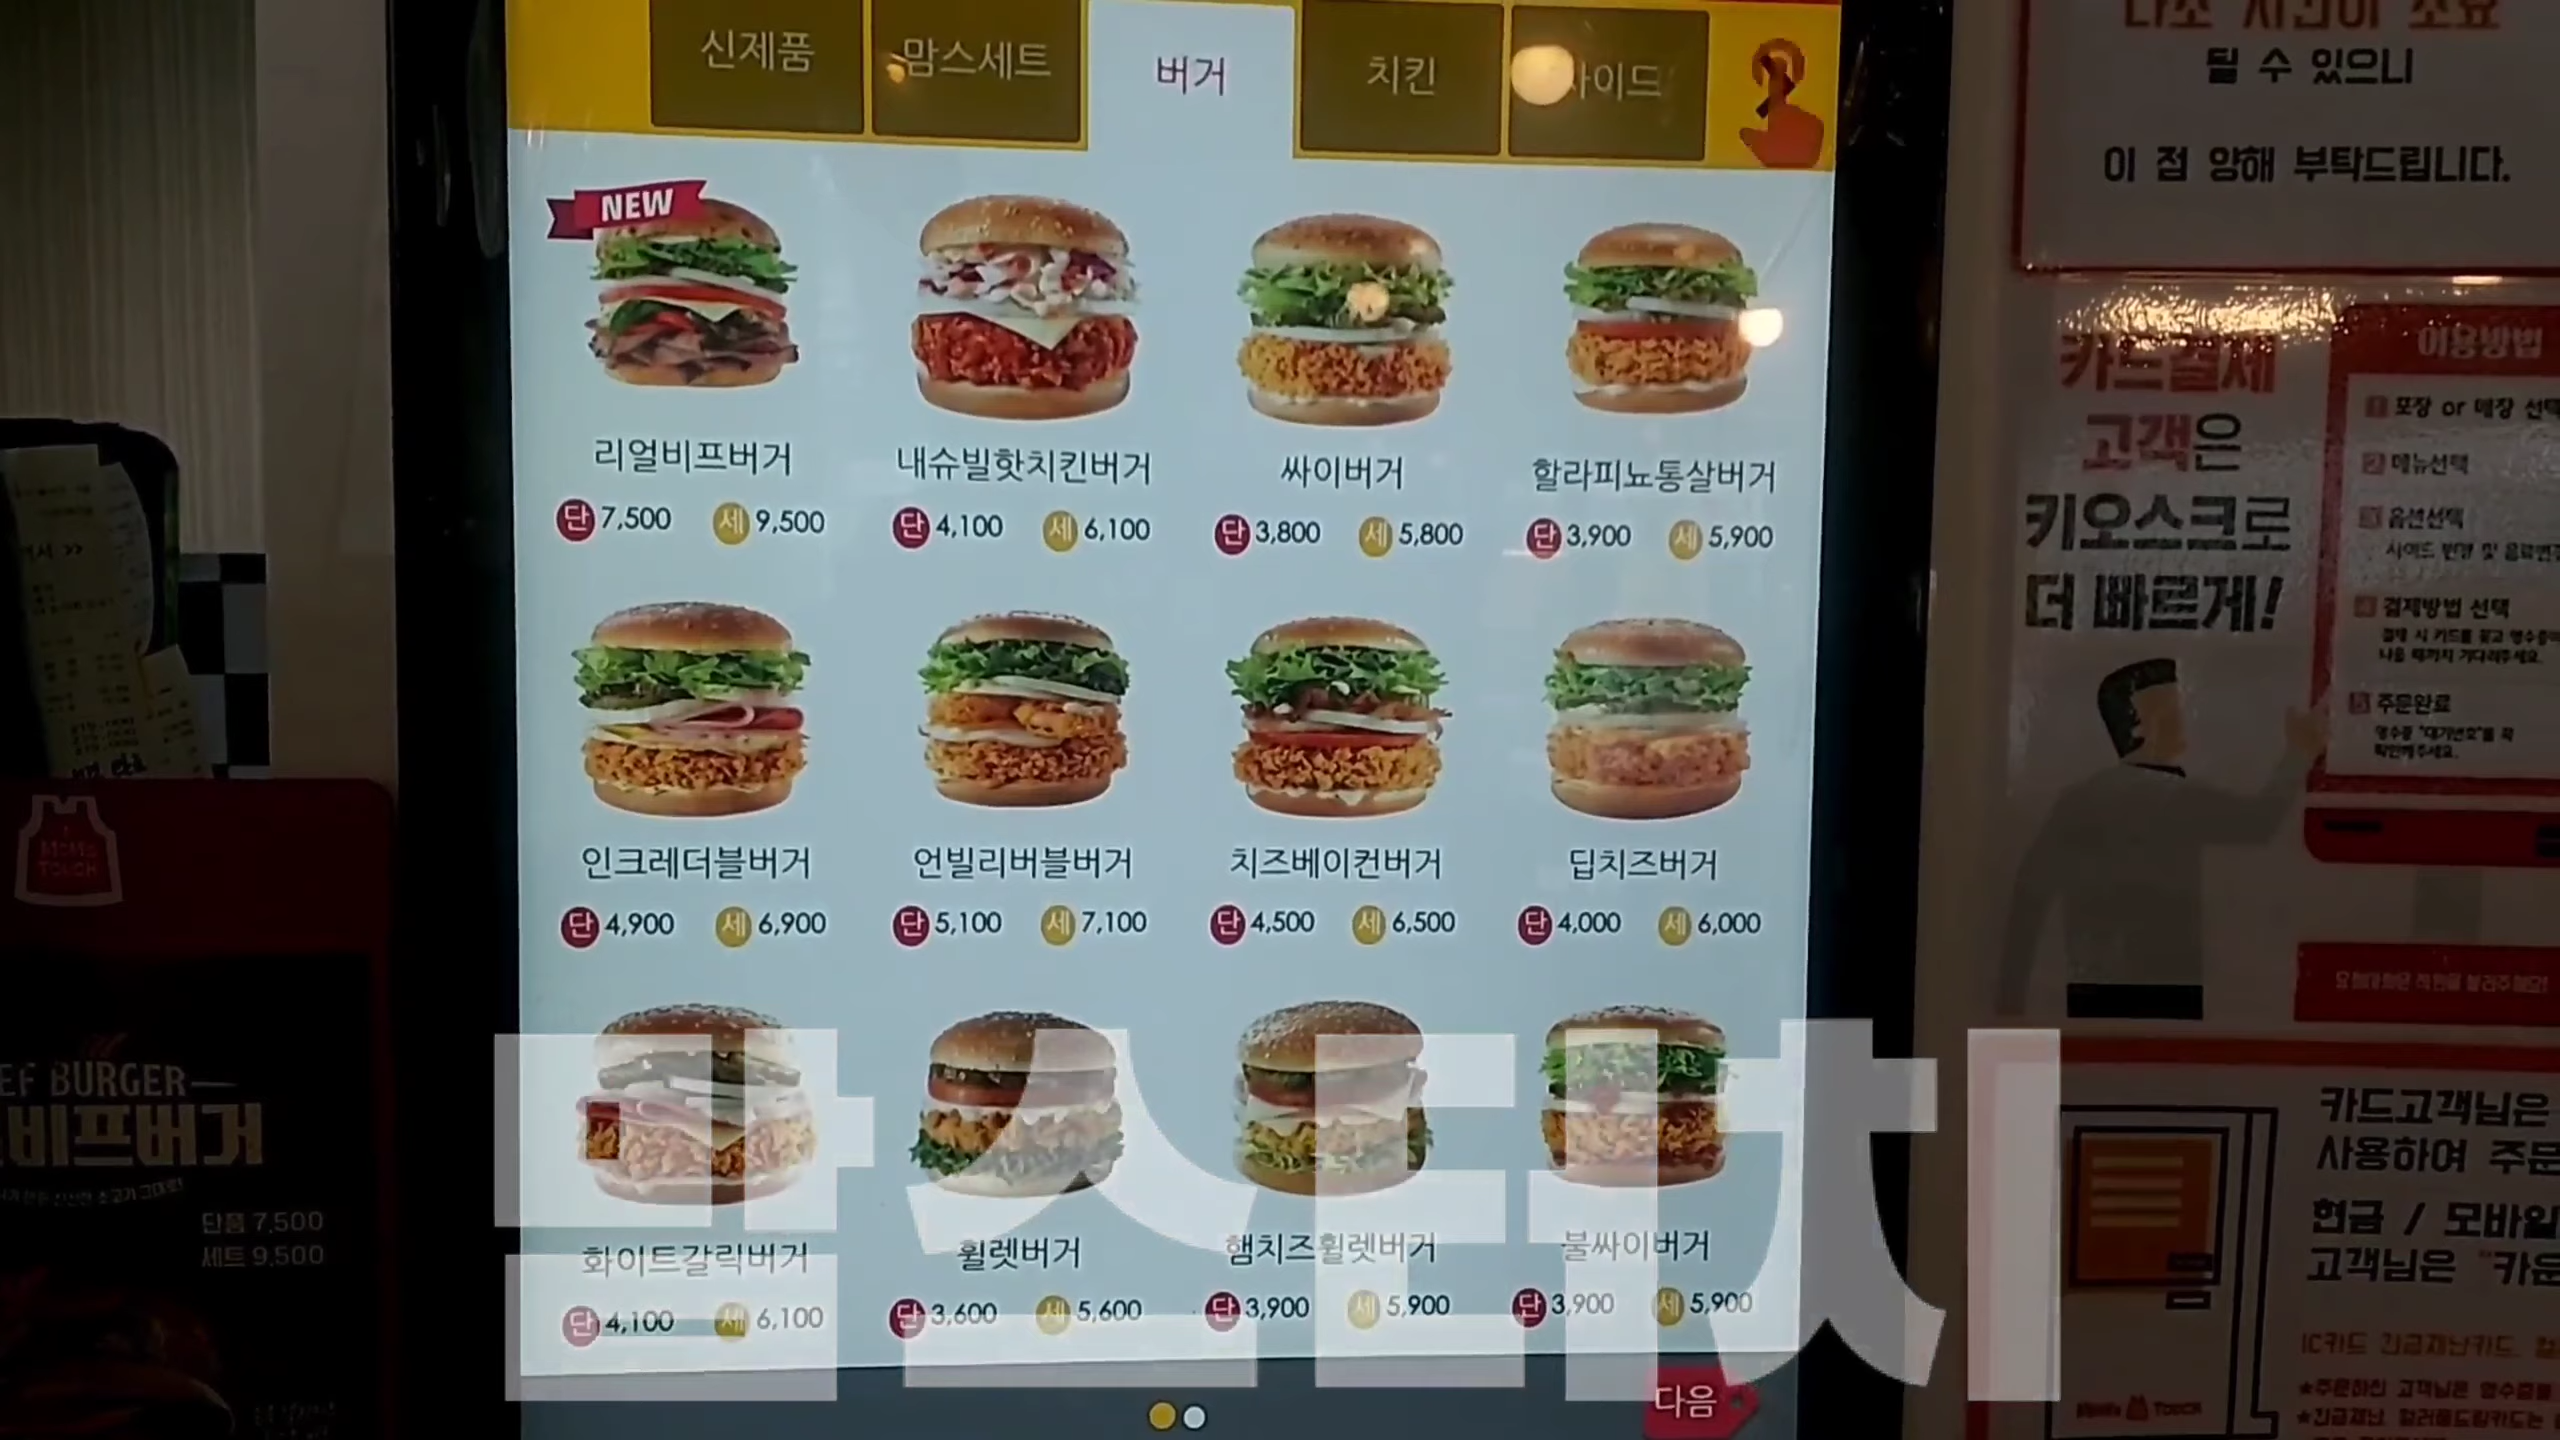 신제품
맘스세트
버거
치킨
NEW
리얼비프버거
내슈빌핫치킨버거
싸이버거
할라피뇨통살버거
단 7,500 세 9,500
단 4,100 세 6,100
단 3,800 세 5,800
단 3,900 세 5,900
인크레더블버거
언빌리버블버거
치즈베이컨버거
딥치즈버거
단 4,900 세 6,900
단 5,100 세 7,100
단 4,500 세 6,500
단 4,000 세 6,000
화이트갈릭버거
휠렛버거
햄치즈휠렛버거
불싸이버거
단 4,100 세 6,100
단 3,600 세 5,600
단 3,900 세 5,900
단 3,900 세 5,900
다음
맘스터치
MOM'S
TOUCH
BURGER
비프버거
단품 7,500
세트 9,500
될 수 있으니
이 점 양해 부탁드립니다.
카드결제
고객은
키오스크로
더 빠르게!
이용방법
1 포장 or 매장 선택
2 메뉴선택
3 옵션선택
4 결제방법 선택
5 주문완료
카드고객님은
사용하여 주문
현금 / 모바일
고객님은